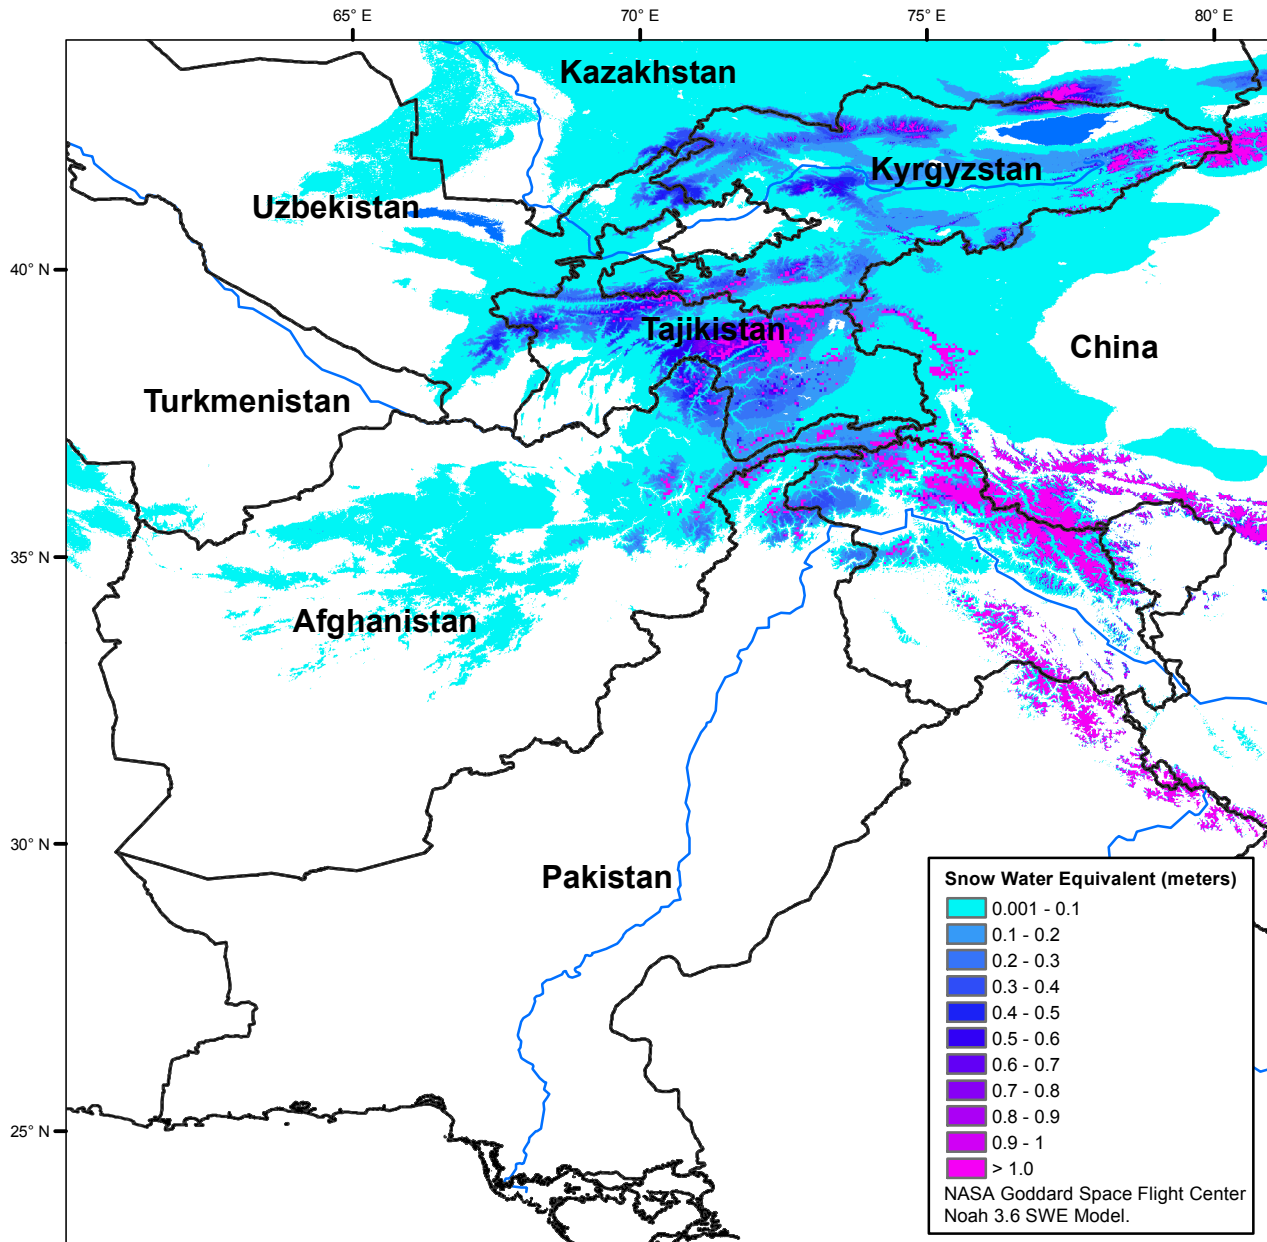 65° E
70° E
75° E
80° E
Kazakhstan
Kyrgyzstan
Uzbekistan
40° N
Tajikistan
China
Turkmenistan
35° N
Afghanistan
30° N
Pakistan
25° N
Snow Water Equivalent (meters)
0.001 - 0.1
0.1 - 0.2
0.2 - 0.3
0.3 - 0.4
0.4 - 0.5
0.5 - 0.6
0.6 - 0.7
0.7 - 0.8
0.8 - 0.9
0.9 - 1
> 1.0
NASA Goddard Space Flight Center
Noah 3.6 SWE Model.